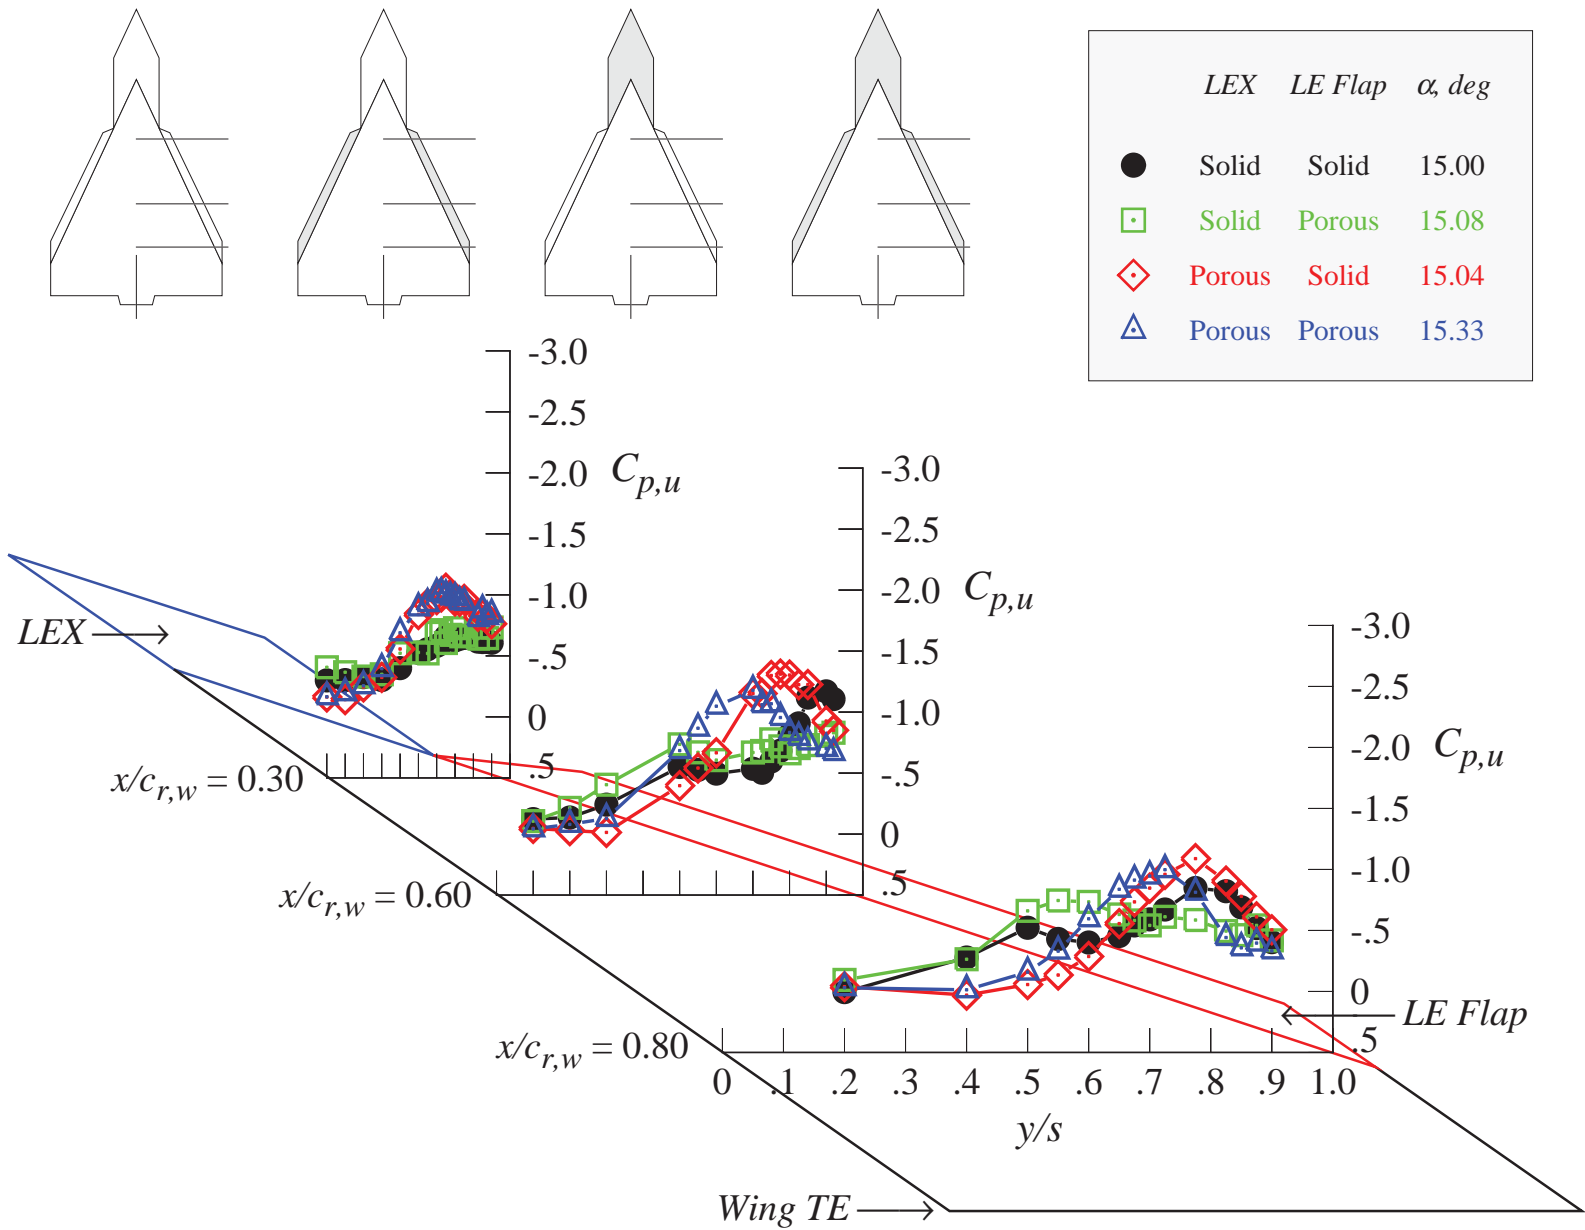 LEX LE Flap α, deg
Solid Solid 15.00
Solid Porous 15.08
Porous Solid 15.04
Porous Porous 15.33
-3.0
-2.5
-2.0
-1.5
-1.0
-.5
0
.5
C_{p,u}
LEX
x/c_{r,w} = 0.30
-3.0
-2.5
-2.0
-1.5
-1.0
-.5
0
.5
C_{p,u}
x/c_{r,w} = 0.60
-3.0
-2.5
-2.0
-1.5
-1.0
-.5
0
.5
C_{p,u}
LE Flap
x/c_{r,w} = 0.80
0 .1 .2 .3 .4 .5 .6 .7 .8 .9 1.0
y/s
Wing TE